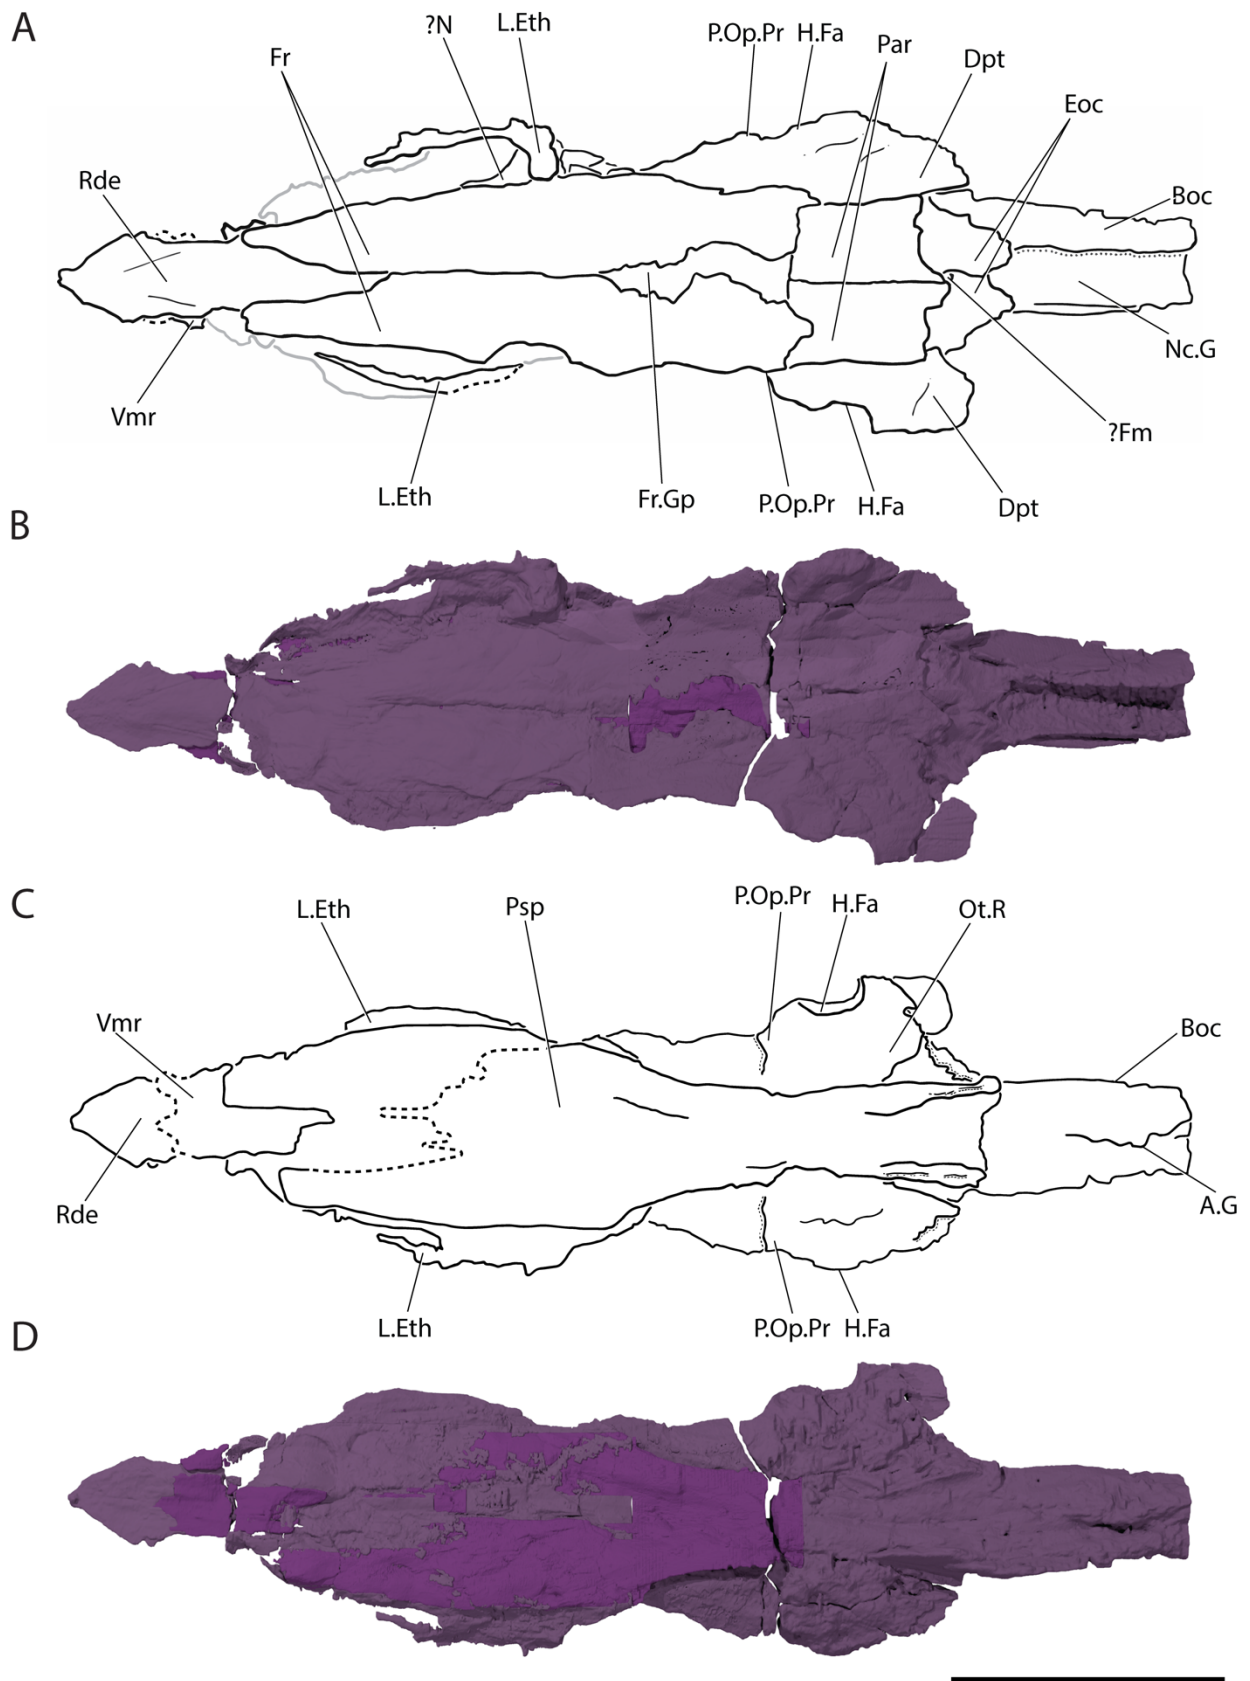 A
?N
L.Eth
P.Op.Pr
H.Fa
Par
Dpt
Fr
Eoc
Rde
Boc
Vmr
Nc.G
?Fm
L.Eth
Fr.Gp
P.Op.Pr
H.Fa
Dpt
B
C
L.Eth
Psp
P.Op.Pr
H.Fa
Ot.R
Vmr
Boc
Rde
A.G
L.Eth
P.Op.Pr
H.Fa
D